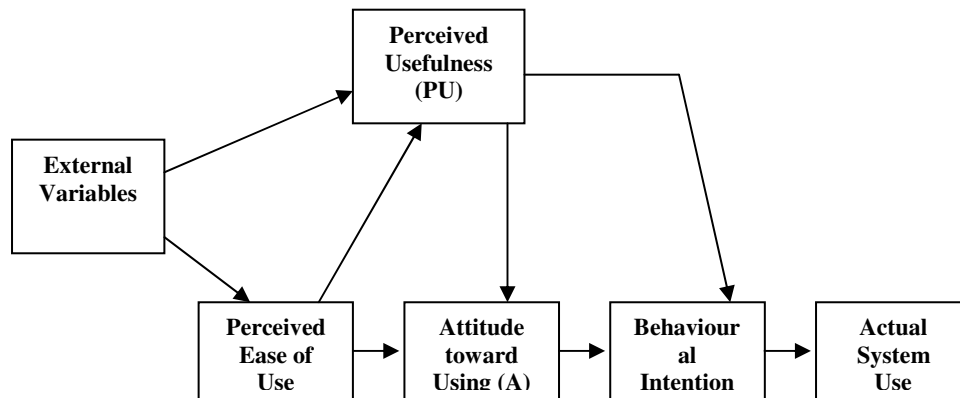 Perceived
Usefulness
(PU)
External
Variables
Perceived
Ease of
Use
Attitude
toward
Using (A)
Behaviour
al
Intention
Actual
System
Use